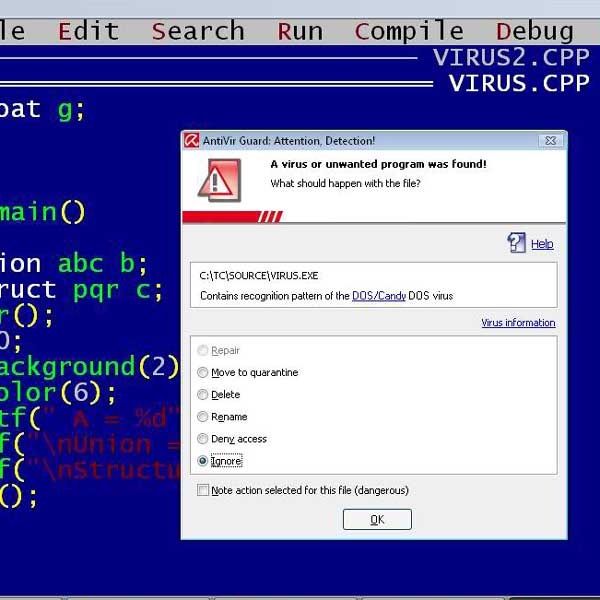 le Edit Search Run Compile Debug
VIRUS2.CPP
VIRUS.CPP
oat g;
main()
ion abc b;
ruct pqr c;
r();
0;
ackground(2)
olor(6);
tf(" A = %d"
f("\nUnion =
f("\nStructu
();
AntiVir Guard: Attention, Detection!
A virus or unwanted program was found!
What should happen with the file?
Help
C:\TC\SOURCE\VIRUS.EXE
Contains recognition pattern of the DOS/Candy DOS virus
Virus information
Repair
Move to quarantine
Delete
Rename
Deny access
Ignore
Note action selected for this file (dangerous)
OK